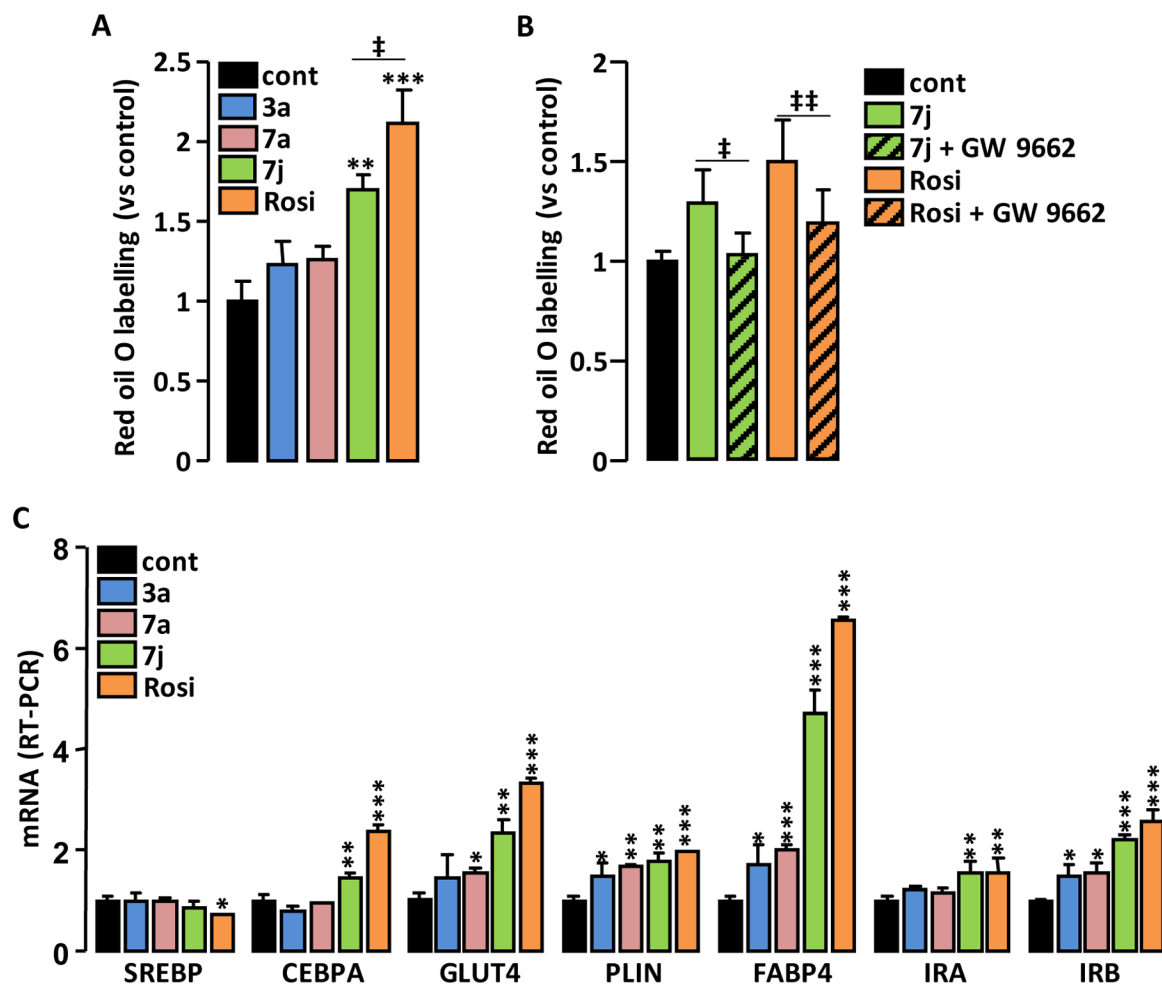 A
Red oil O labelling (vs control)
2.5
2
1.5
1
0.5
0
cont
3a
7a
7j
Rosi
**
***
‡
B
Red oil O labelling (vs control)
2
1.5
1
0.5
0
‡
‡‡
cont
7j
7j + GW 9662
Rosi
Rosi + GW 9662
C
mRNA (RT-PCR)
8
6
4
2
0
cont
3a
7a
7j
Rosi
*
**
***
*
**
***
*
**
**
***
*
***
***
***
**
**
*
*
***
***
SREBP CEBPA GLUT4 PLIN FABP4 IRA IRB